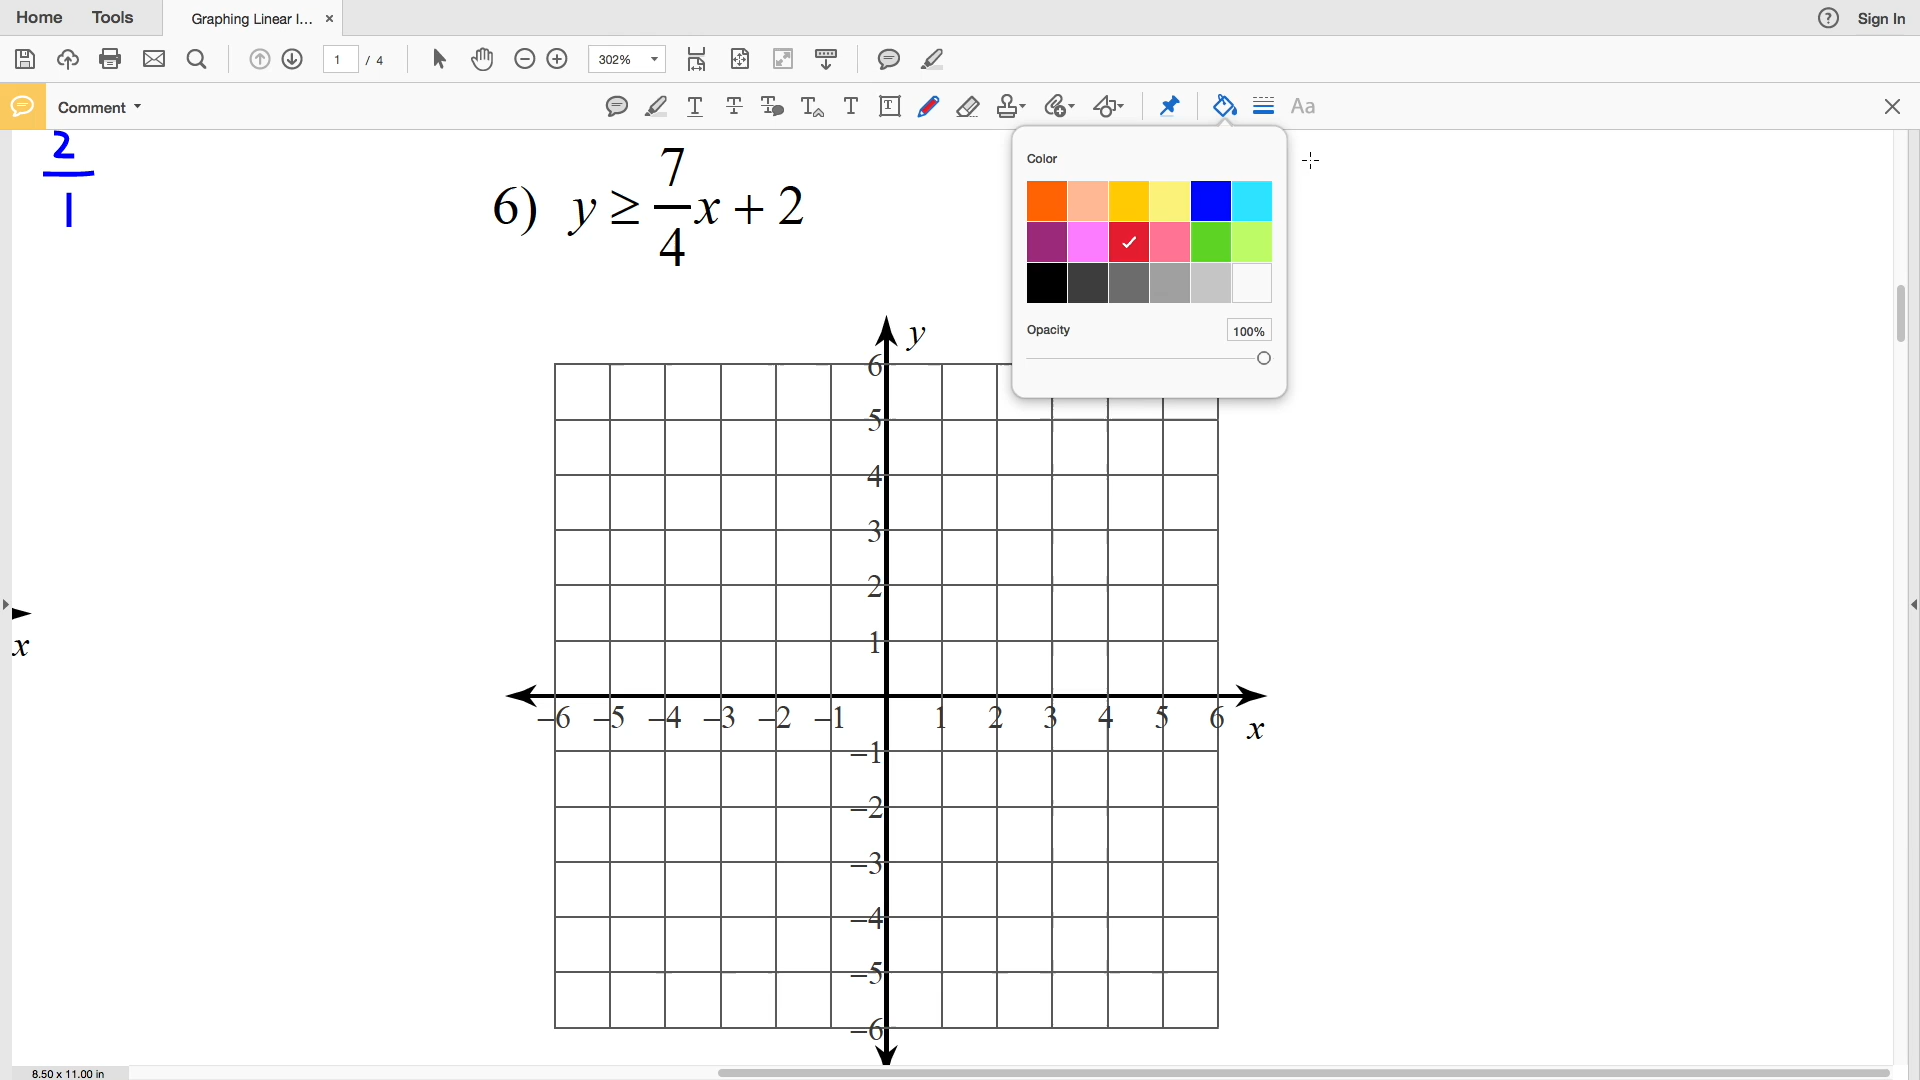 Home Tools Graphing Linear I... × ? Sign In
1 / 4 302%
Comment T T T T T T Aa
2
1
6) y ≥ 7/4 x + 2
Color
Opacity 100%
y
6
5
4
3
2
1
–6 –5 –4 –3 –2 –1 1 2 3 4 5 6
x
x
–1
–2
–3
–4
–5
–6
8.50 x 11.00 in